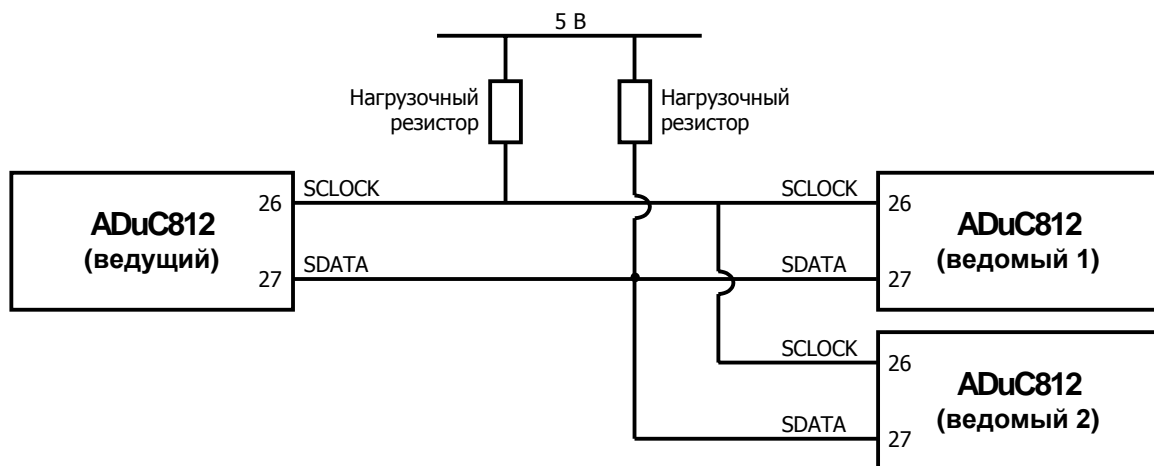 5 В
Нагрузочный
резистор
Нагрузочный
резистор
ADuC812
(ведущий)
26
SCLOCK
27
SDATA
SCLOCK
26
SDATA
27
ADuC812
(ведомый 1)
SCLOCK
26
SDATA
27
ADuC812
(ведомый 2)